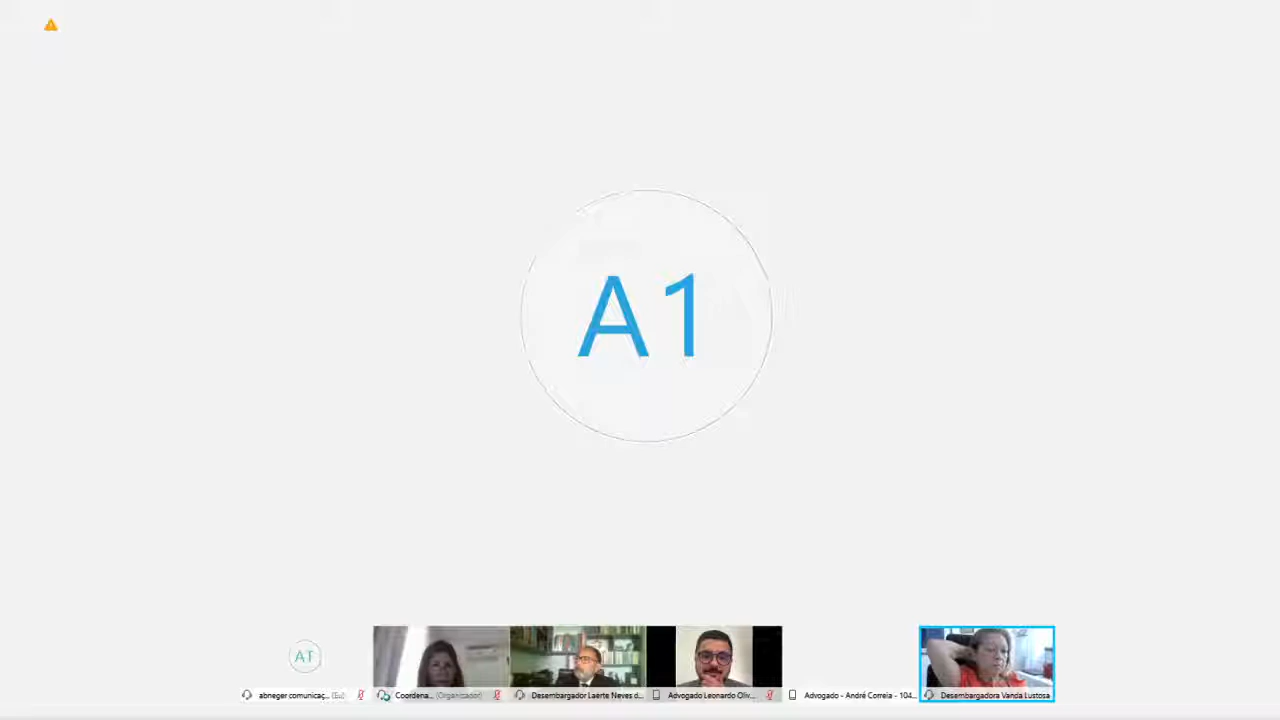 A1
AT
abneger comunicaç... (Eu)
Coordena... (Organizador)
Desembargador Laerte Neves d...
Advogado Leonardo Oliv...
Advogado - André Correia - 104...
Desembargadora Vanda Lustosa